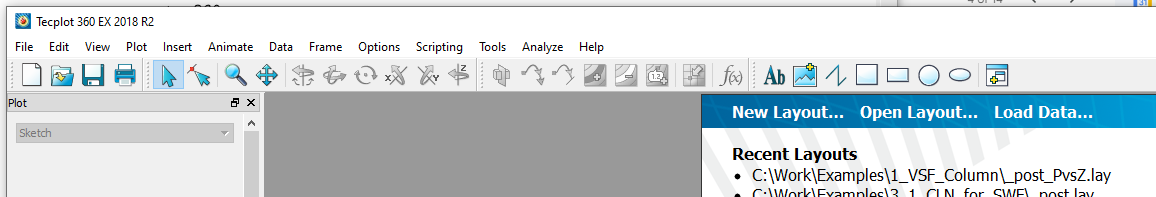 Tecplot 360 EX 2018 R2
File Edit View Plot Insert Animate Data Frame Options Scripting Tools Analyze Help
f(x) Ab
Plot
Sketch
New Layout... Open Layout... Load Data...
Recent Layouts
• C:\Work\Examples\1_VSF_Column\_post_PvsZ.lay